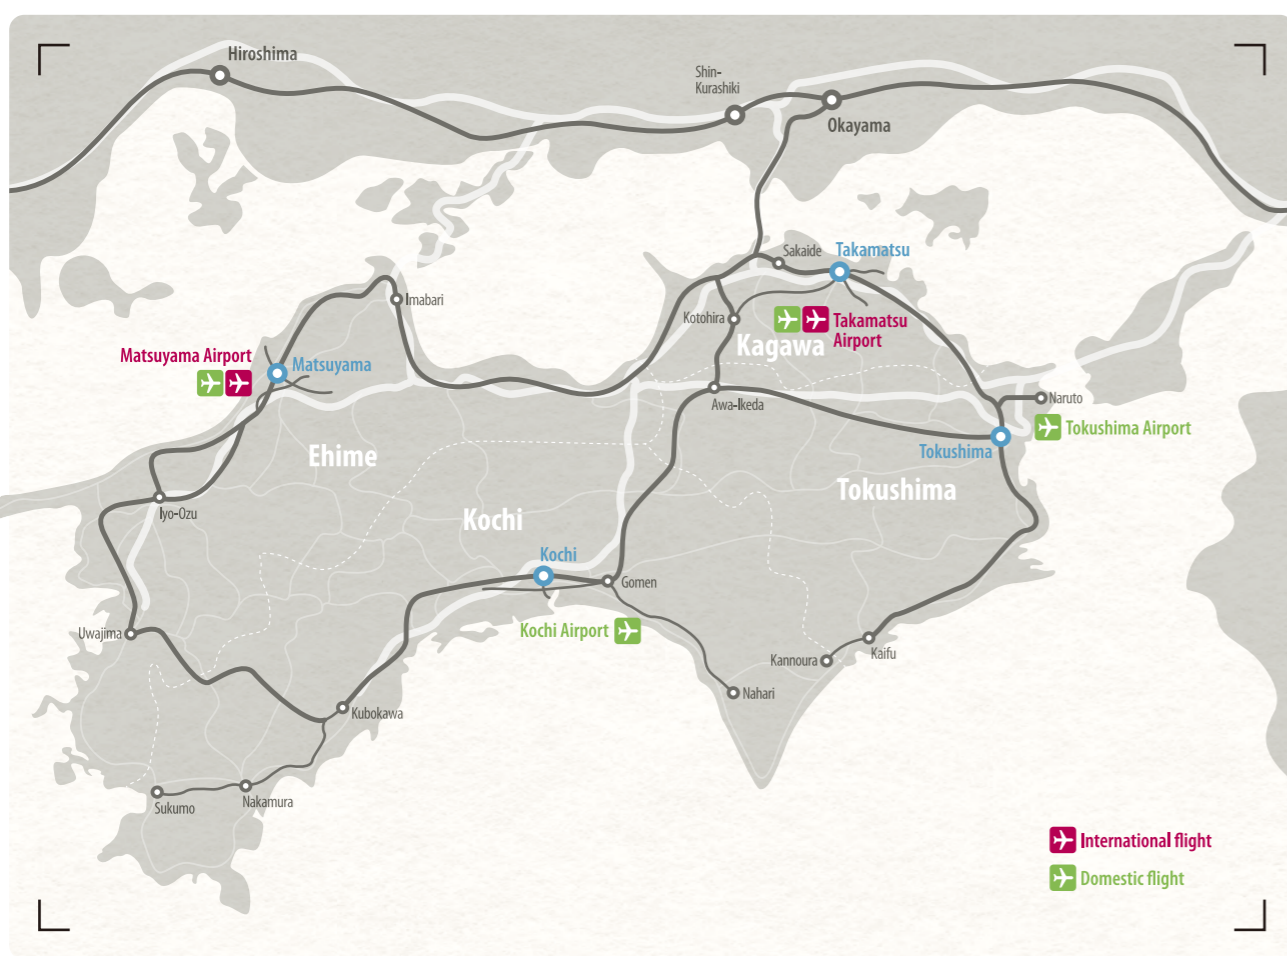 Hiroshima
Shin-
Kurashiki
Okayama
Sakaide
Takamatsu
Imabari
Kotohira
Takamatsu
Airport
Kagawa
Matsuyama Airport
Matsuyama
Awa-Ikeda
Naruto
Tokushima Airport
Tokushima
Ehime
Tokushima
Iyo-Ozu
Kochi
Kochi
Gomen
Kochi Airport
Uwajima
Kannoura
Kaifu
Nahari
Kubokawa
Sukumo
Nakamura
International flight
Domestic flight